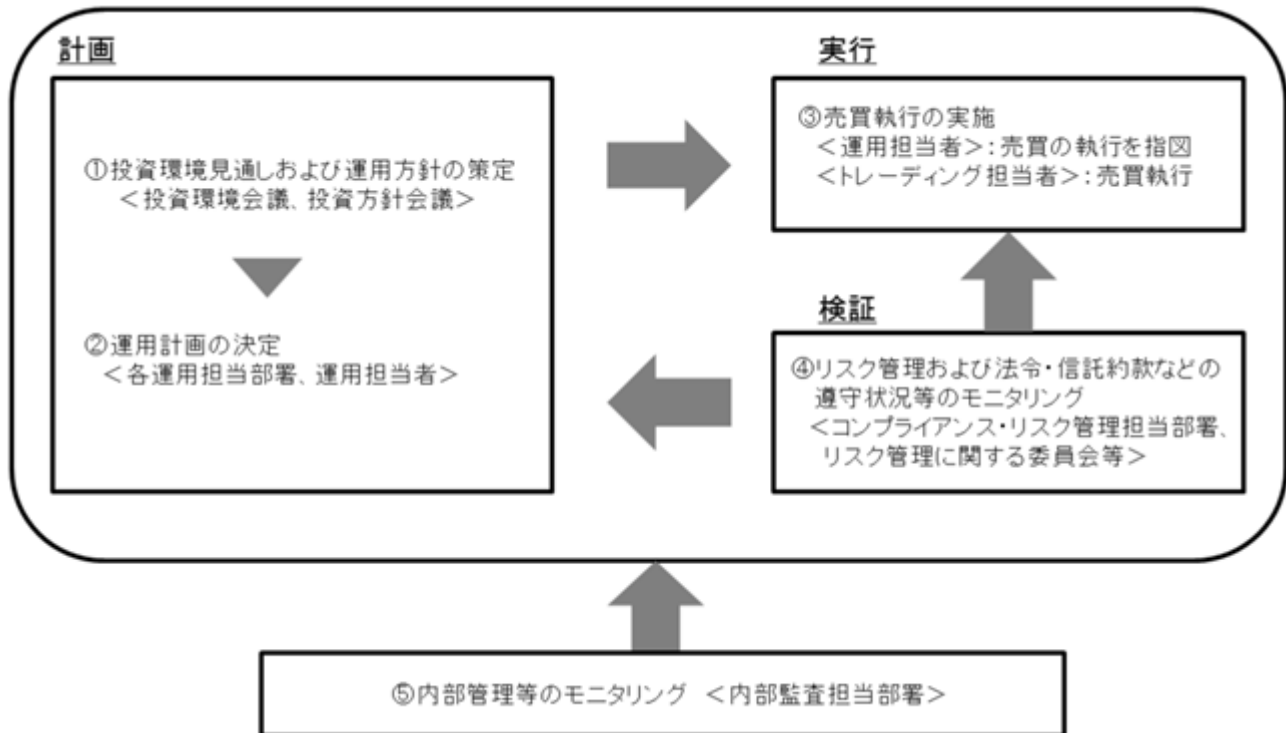 計画
①投資環境見通しおよび運用方針の策定
＜投資環境会議、投資方針会議＞
②運用計画の決定
＜各運用担当部署、運用担当者＞
実行
③売買執行の実施
＜運用担当者＞：売買の執行を指図
＜トレーディング担当者＞：売買執行
検証
④リスク管理および法令・信託約款などの
遵守状況等のモニタリング
＜コンプライアンス・リスク管理担当部署、
リスク管理に関する委員会等＞
⑤内部管理等のモニタリング ＜内部監査担当部署＞